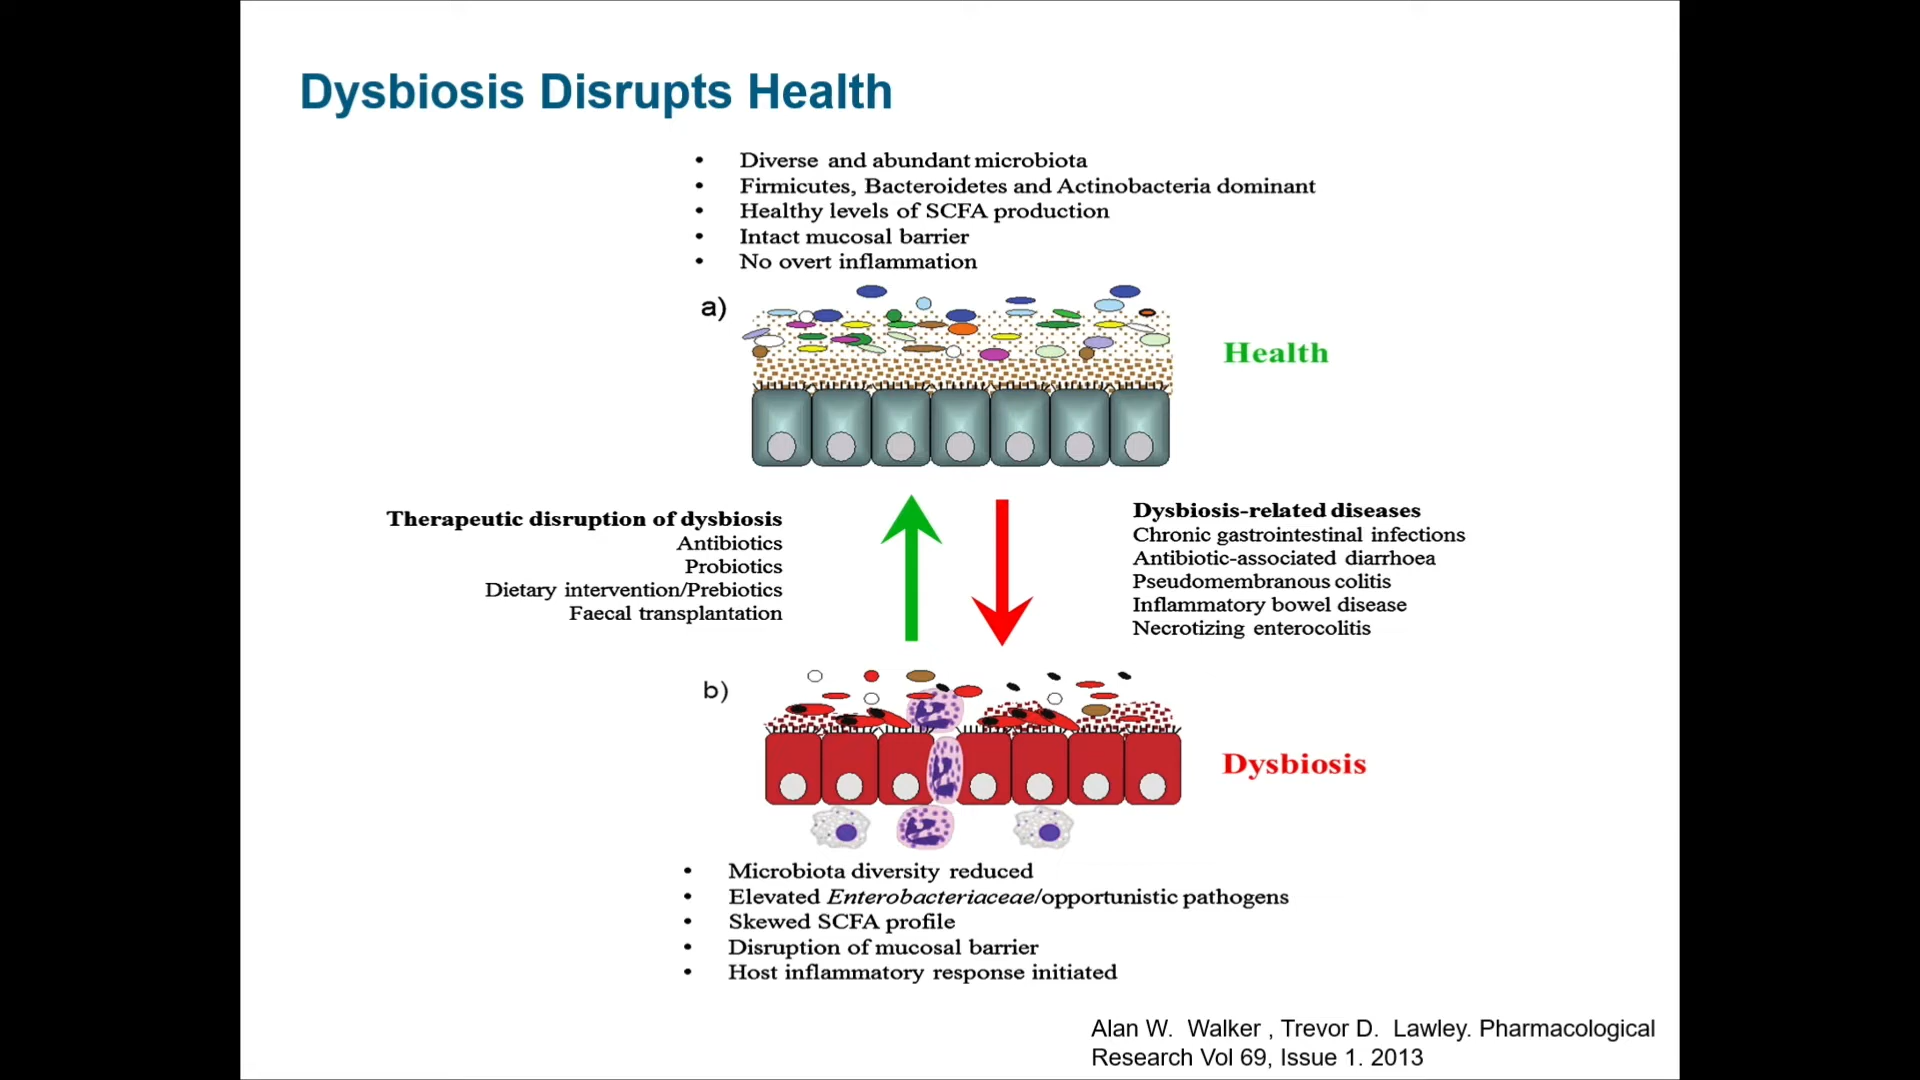 Dysbiosis Disrupts Health
• Diverse and abundant microbiota
• Firmicutes, Bacteroidetes and Actinobacteria dominant
• Healthy levels of SCFA production
• Intact mucosal barrier
• No overt inflammation
a)
Health
Therapeutic disruption of dysbiosis
Antibiotics
Probiotics
Dietary intervention/Prebiotics
Faecal transplantation
Dysbiosis-related diseases
Chronic gastrointestinal infections
Antibiotic-associated diarrhoea
Pseudomembranous colitis
Inflammatory bowel disease
Necrotizing enterocolitis
b)
Dysbiosis
• Microbiota diversity reduced
• Elevated Enterobacteriaceae/opportunistic pathogens
• Skewed SCFA profile
• Disruption of mucosal barrier
• Host inflammatory response initiated
Alan W. Walker , Trevor D. Lawley. Pharmacological
Research Vol 69, Issue 1. 2013